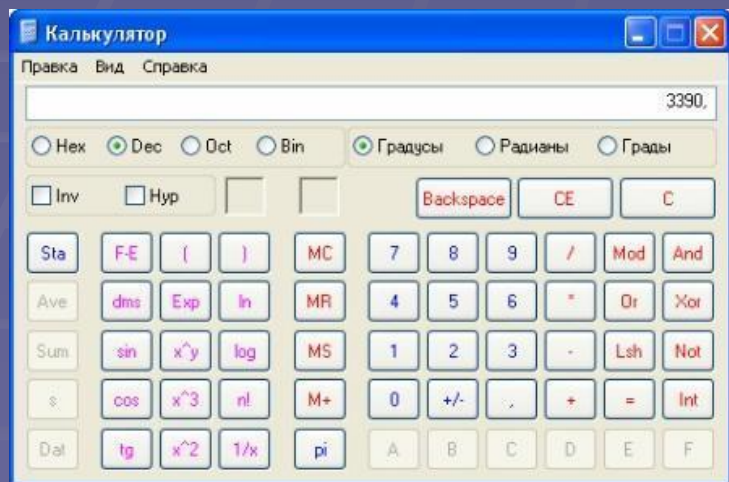 Калькулятор
Правка Вид Справка
3390,
Hex Dec Oct Bin Градусы Радианы Грады
Inv Hyp Backspace CE C
Sta F-E ( ) MC 7 8 9 / Mod And
Ave dms Exp ln MR 4 5 6 * Or Xor
Sum sin x^y log MS 1 2 3 - Lsh Not
s cos x^3 n! M+ 0 +/- , + = Int
Dat tg x^2 1/x pi A B C D E F